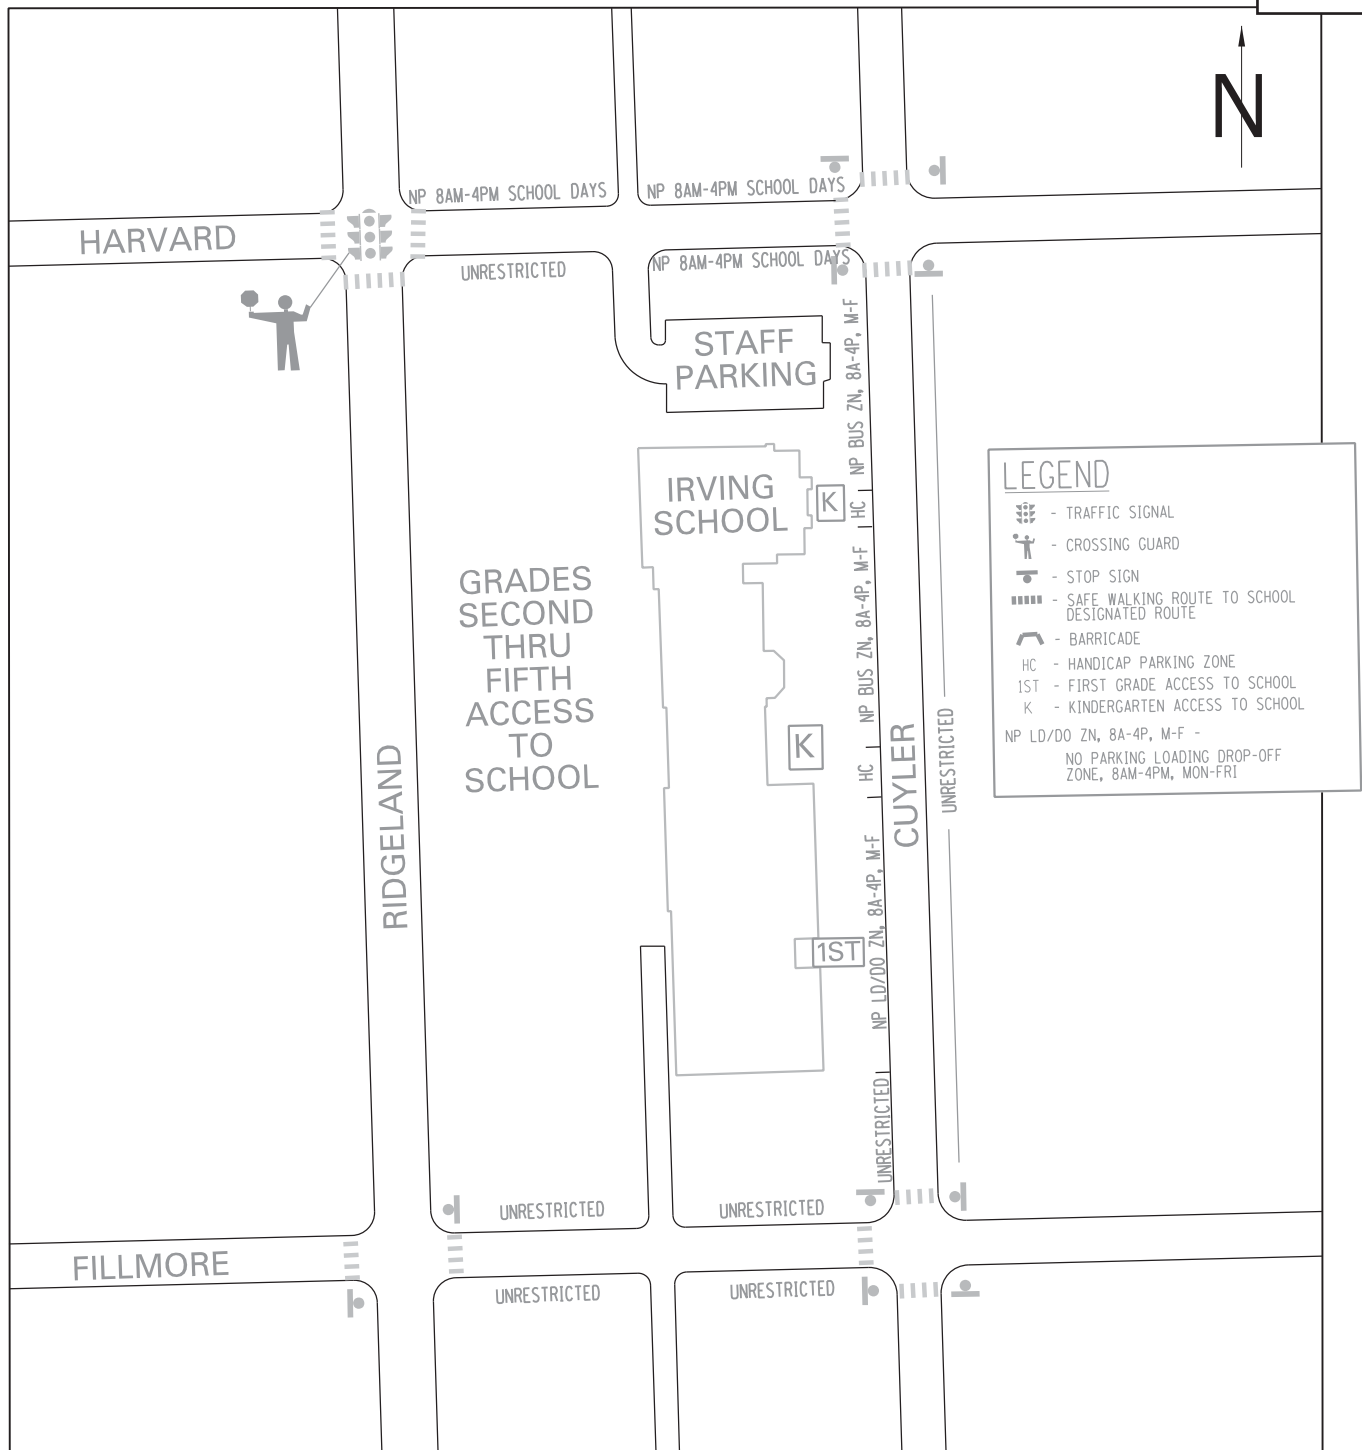 N
NP 8AM-4PM SCHOOL DAYS
NP 8AM-4PM SCHOOL DAYS
HARVARD
UNRESTRICTED
NP 8AM-4PM SCHOOL DAYS
STAFF
PARKING
NP BUS ZN, 8A-4P, M-F
IRVING
SCHOOL
K
HC
LEGEND
- TRAFFIC SIGNAL
- CROSSING GUARD
- STOP SIGN
- SAFE WALKING ROUTE TO SCHOOL
DESIGNATED ROUTE
- BARRICADE
HC - HANDICAP PARKING ZONE
1ST - FIRST GRADE ACCESS TO SCHOOL
K - KINDERGARTEN ACCESS TO SCHOOL
NP LD/DO ZN, 8A-4P, M-F -
NO PARKING LOADING DROP-OFF
ZONE, 8AM-4PM, MON-FRI
GRADES
SECOND
THRU
FIFTH
ACCESS
TO
SCHOOL
NP BUS ZN, 8A-4P, M-F
K
HC
RIDGELAND
CUYLER
UNRESTRICTED
NP LD/DO ZN, 8A-4P, M-F
1ST
UNRESTRICTED
UNRESTRICTED
UNRESTRICTED
FILLMORE
UNRESTRICTED
UNRESTRICTED